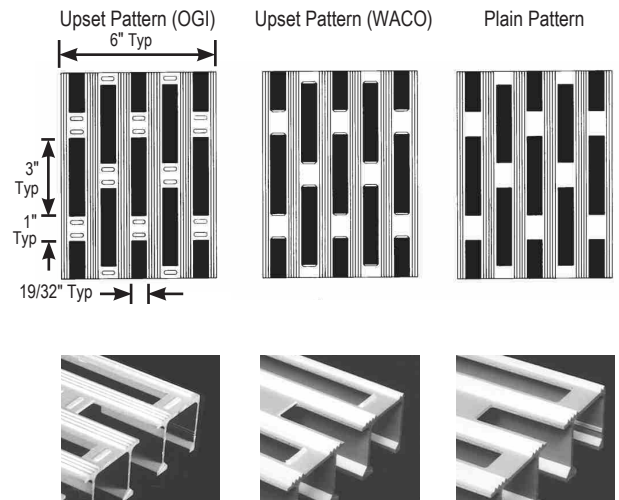 Upset Pattern (OGI)
Upset Pattern (WACO)
Plain Pattern
6" Typ
3"
Typ
1"
Typ
19/32" Typ